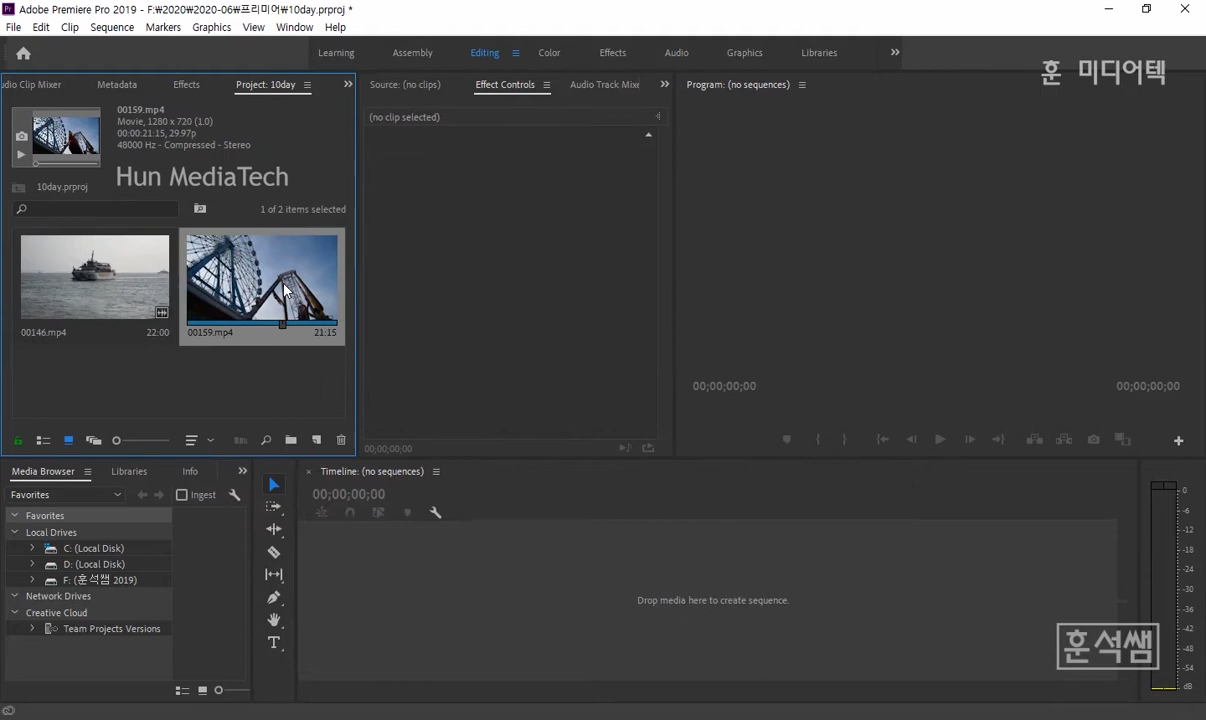 Adobe Premiere Pro 2019 - F:\2020\2020-06\프리미어\10day.prproj *
File Edit Clip Sequence Markers Graphics View Window Help
Learning Assembly Editing Color Effects Audio Graphics Libraries
훈 미디어텍
udio Clip Mixer Metadata Effects Project: 10day
Source: (no clips) Effect Controls Audio Track Mixe
Program: (no sequences)
00159.mp4
Movie, 1280 x 720 (1.0)
00:00:21:15, 29.97p
48000 Hz - Compressed - Stereo
Hun MediaTech
10day.prproj
1 of 2 items selected
(no clip selected)
00146.mp4 22:00
00159.mp4 21:15
00;00;00;00
00;00;00;00 00;00;00;00
Media Browser Libraries Info
Favorites Ingest
Favorites
Local Drives
C: (Local Disk)
D: (Local Disk)
F: (훈석쌤 2019)
Network Drives
Creative Cloud
Team Projects Versions
Timeline: (no sequences)
00;00;00;00
Drop media here to create sequence.
T
0
-6
-12
-18
-24
-30
-36
-42
-48
-54
dB
훈석쌤